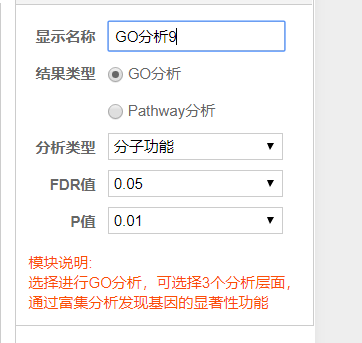 显示名称 GO分析9
结果类型 GO分析
Pathway分析
分析类型 分子功能
FDR值 0.05
P值 0.01
模块说明:
选择进行GO分析，可选择3个分析层面，
通过富集分析发现基因的显著性功能